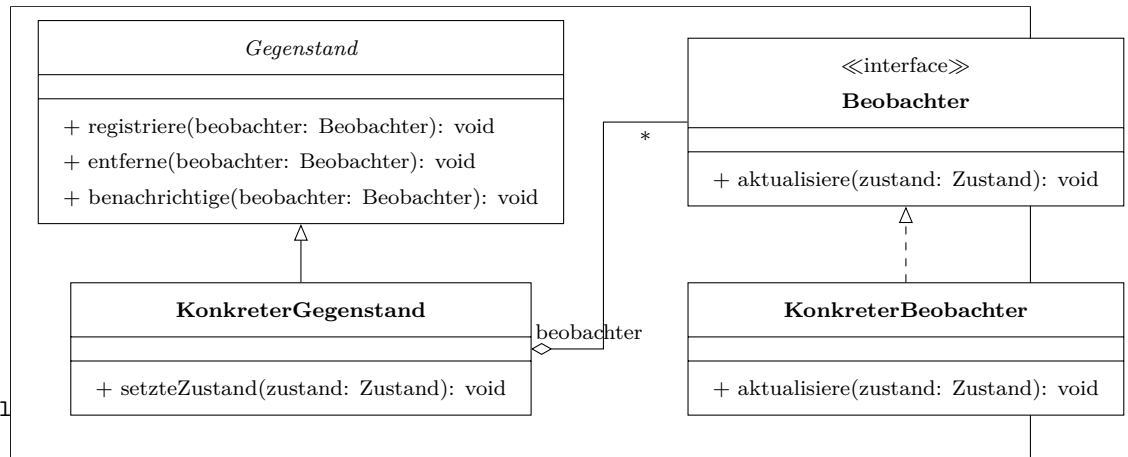 Gegenstand
+ registriere(beobachter: Beobachter): void
+ entferne(beobachter: Beobachter): void
+ benachrichtige(beobachter: Beobachter): void
≪interface≫
Beobachter
+ aktualisiere(zustand: Zustand): void
*
KonkreterGegenstand
+ setzteZustand(zustand: Zustand): void
beobachter
KonkreterBeobachter
+ aktualisiere(zustand: Zustand): void
1